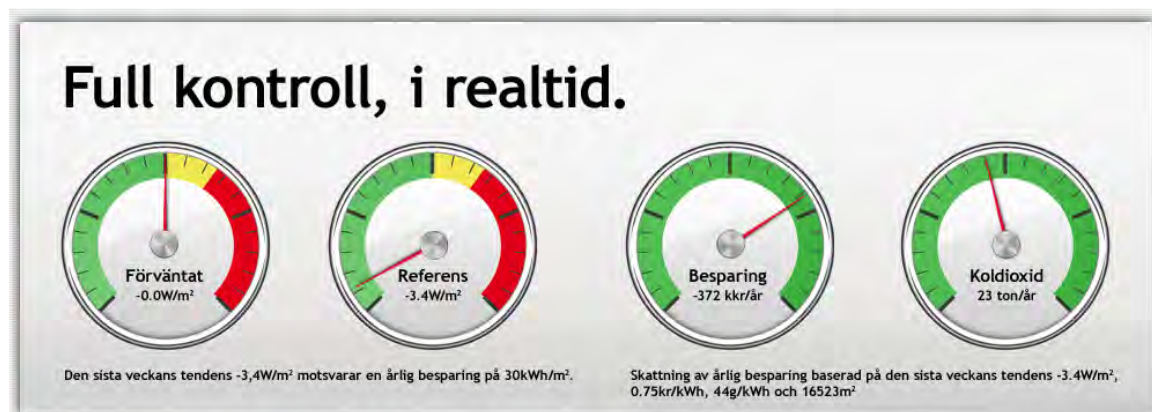 Full kontroll, i realtid.
Förväntat
-0.0W/m²
Referens
-3.4W/m²
Besparing
-372 kkr/år
Koldioxid
23 ton/år
Den sista veckans tendens -3,4W/m² motsvarar en årlig besparing på 30kWh/m².
Skattning av årlig besparing baserad på den sista veckans tendens -3.4W/m²,
0.75kr/kWh, 44g/kWh och 16523m²